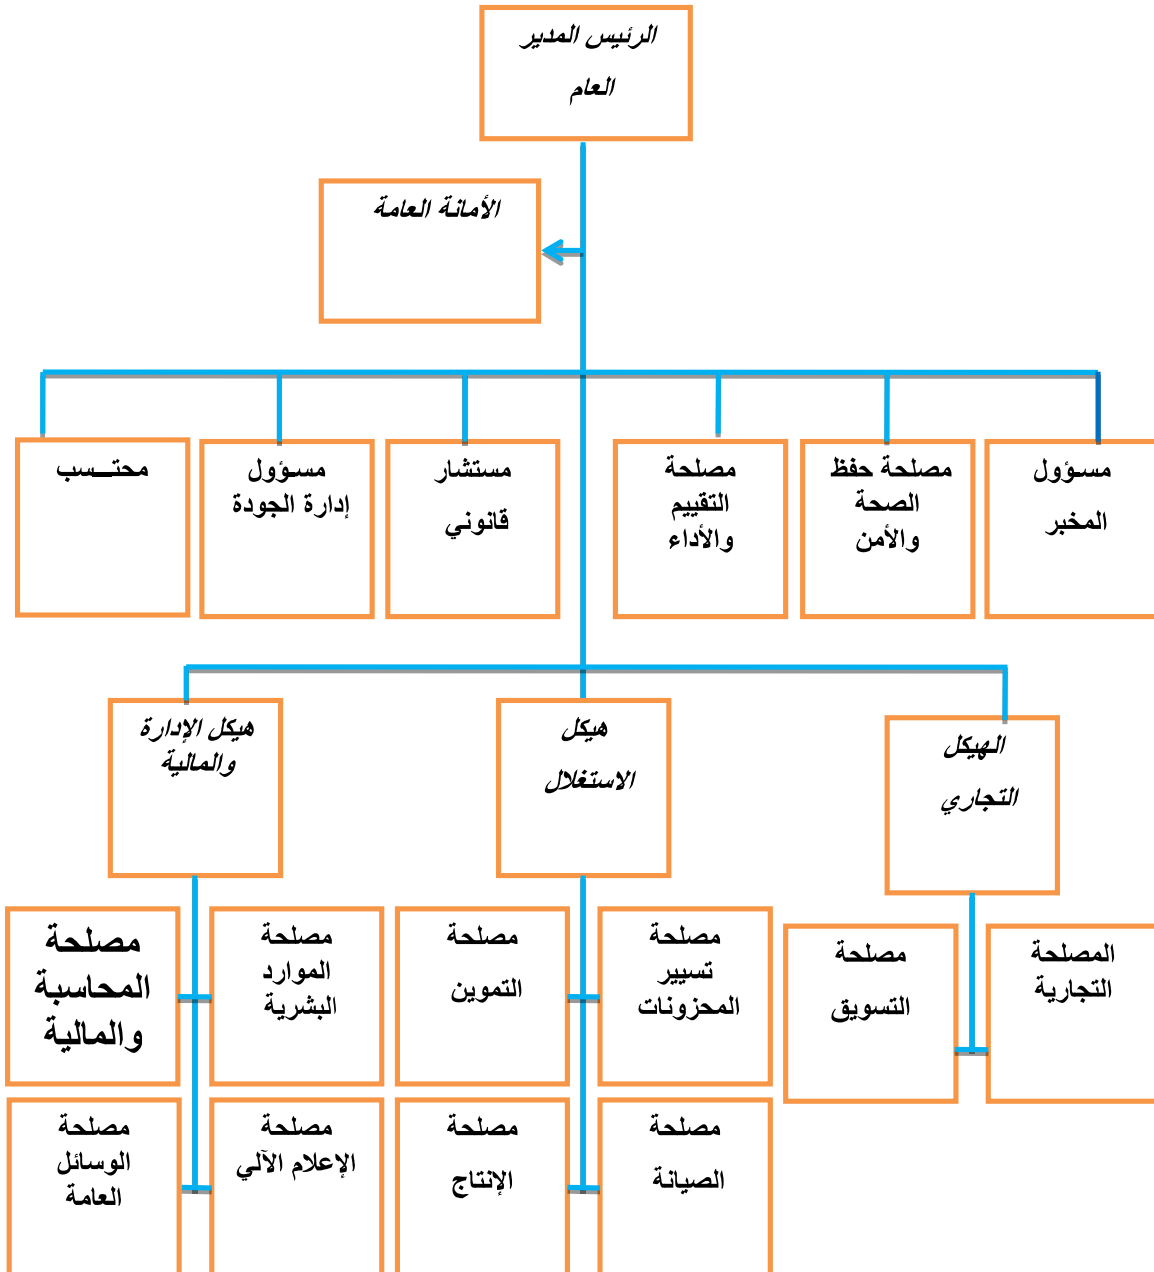 الرئيس المدير
العام
الأمانة العامة
مسؤول
المخبر
مصلحة حفظ
الصحة
والأمن
مصلحة
التقييم
والأداء
مستشار
قانوني
مسؤول
إدارة الجودة
محتـــسب
الهيكل
التجاري
هيكل
الاستغلال
هيكل الإدارة
والمالية
المصلحة
التجارية
مصلحة
التسويق
مصلحة
تسيير
المحزونات
مصلحة
التموين
مصلحة
الموارد
البشرية
مصلحة
المحاسبة
والمالية
مصلحة
الصيانة
مصلحة
الإنتاج
مصلحة
الإعلام الآلي
مصلحة
الوسائل
العامة